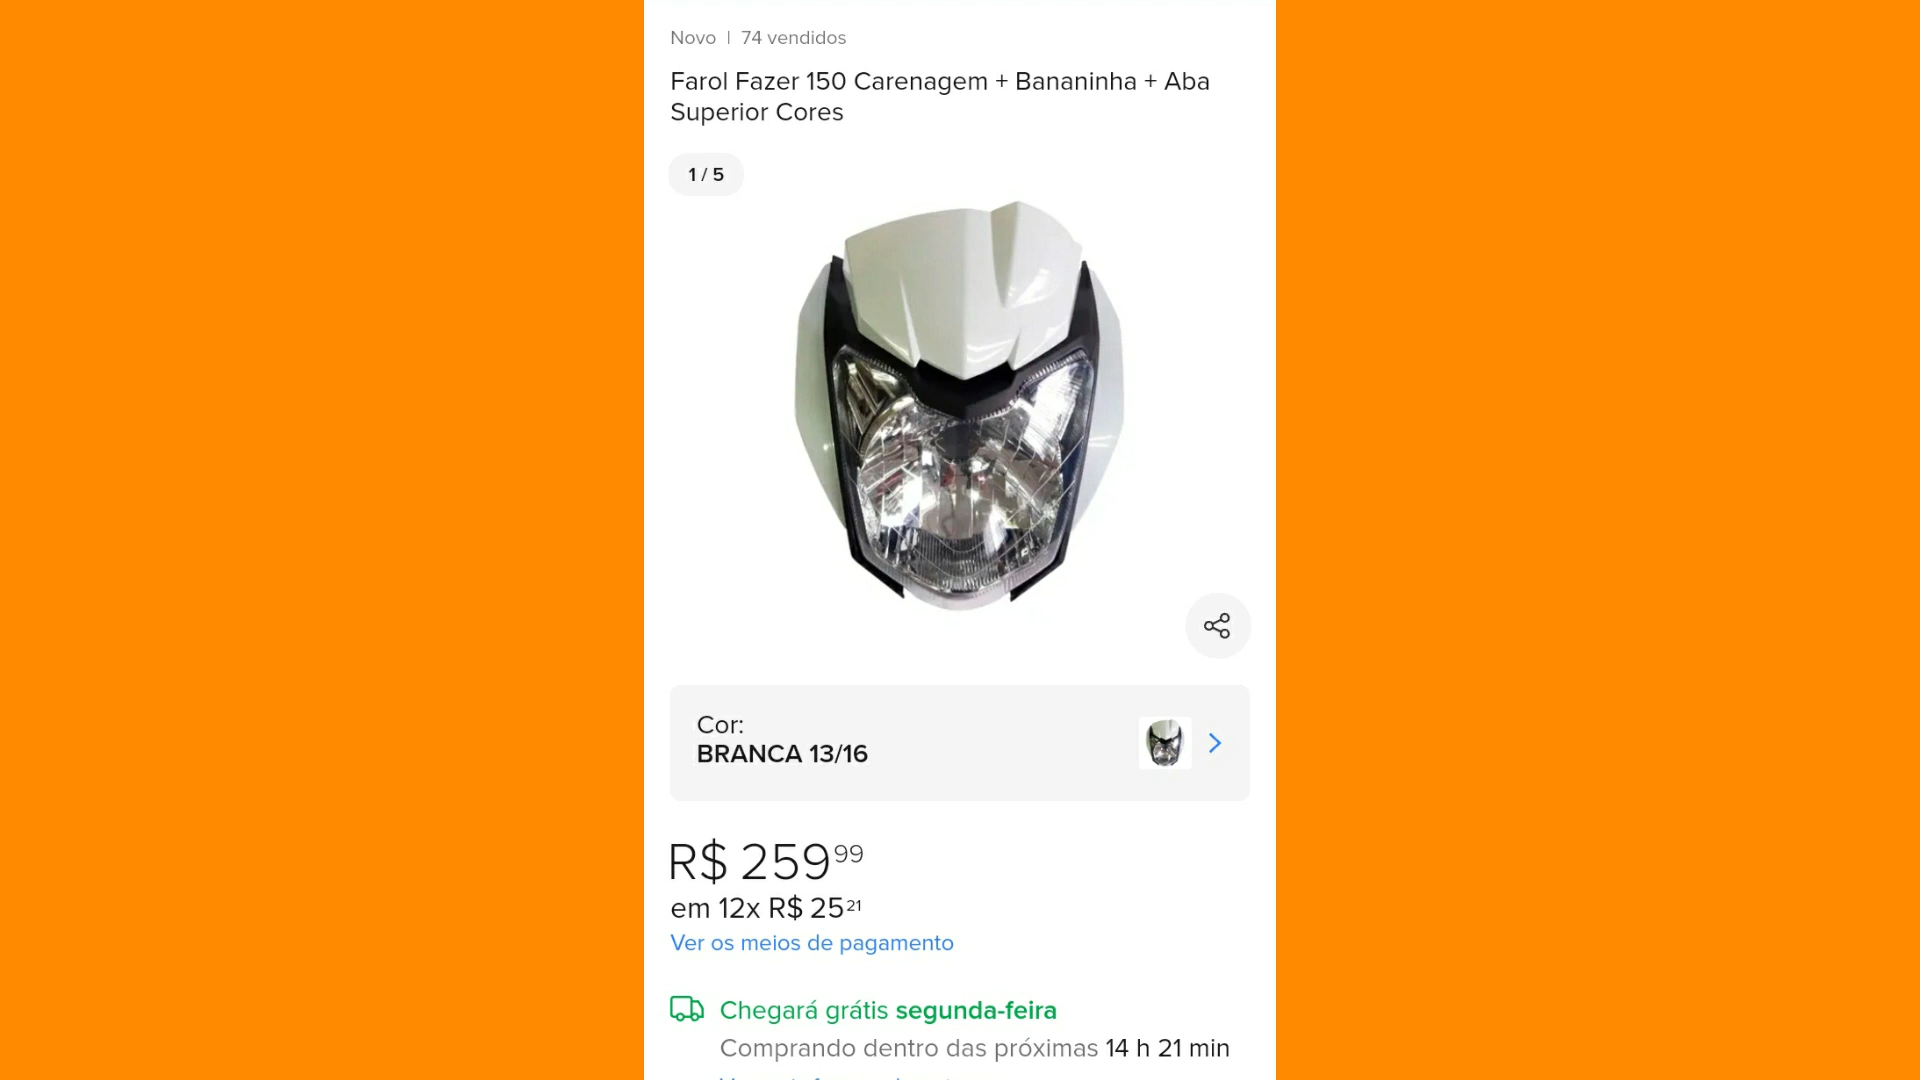 Novo | 74 vendidos
Farol Fazer 150 Carenagem + Bananinha + Aba
Superior Cores
1 / 5
Cor:
BRANCA 13/16
R$ 259 99
em 12x R$ 25 21
Ver os meios de pagamento
Chegará grátis segunda-feira
Comprando dentro das próximas 14 h 21 min